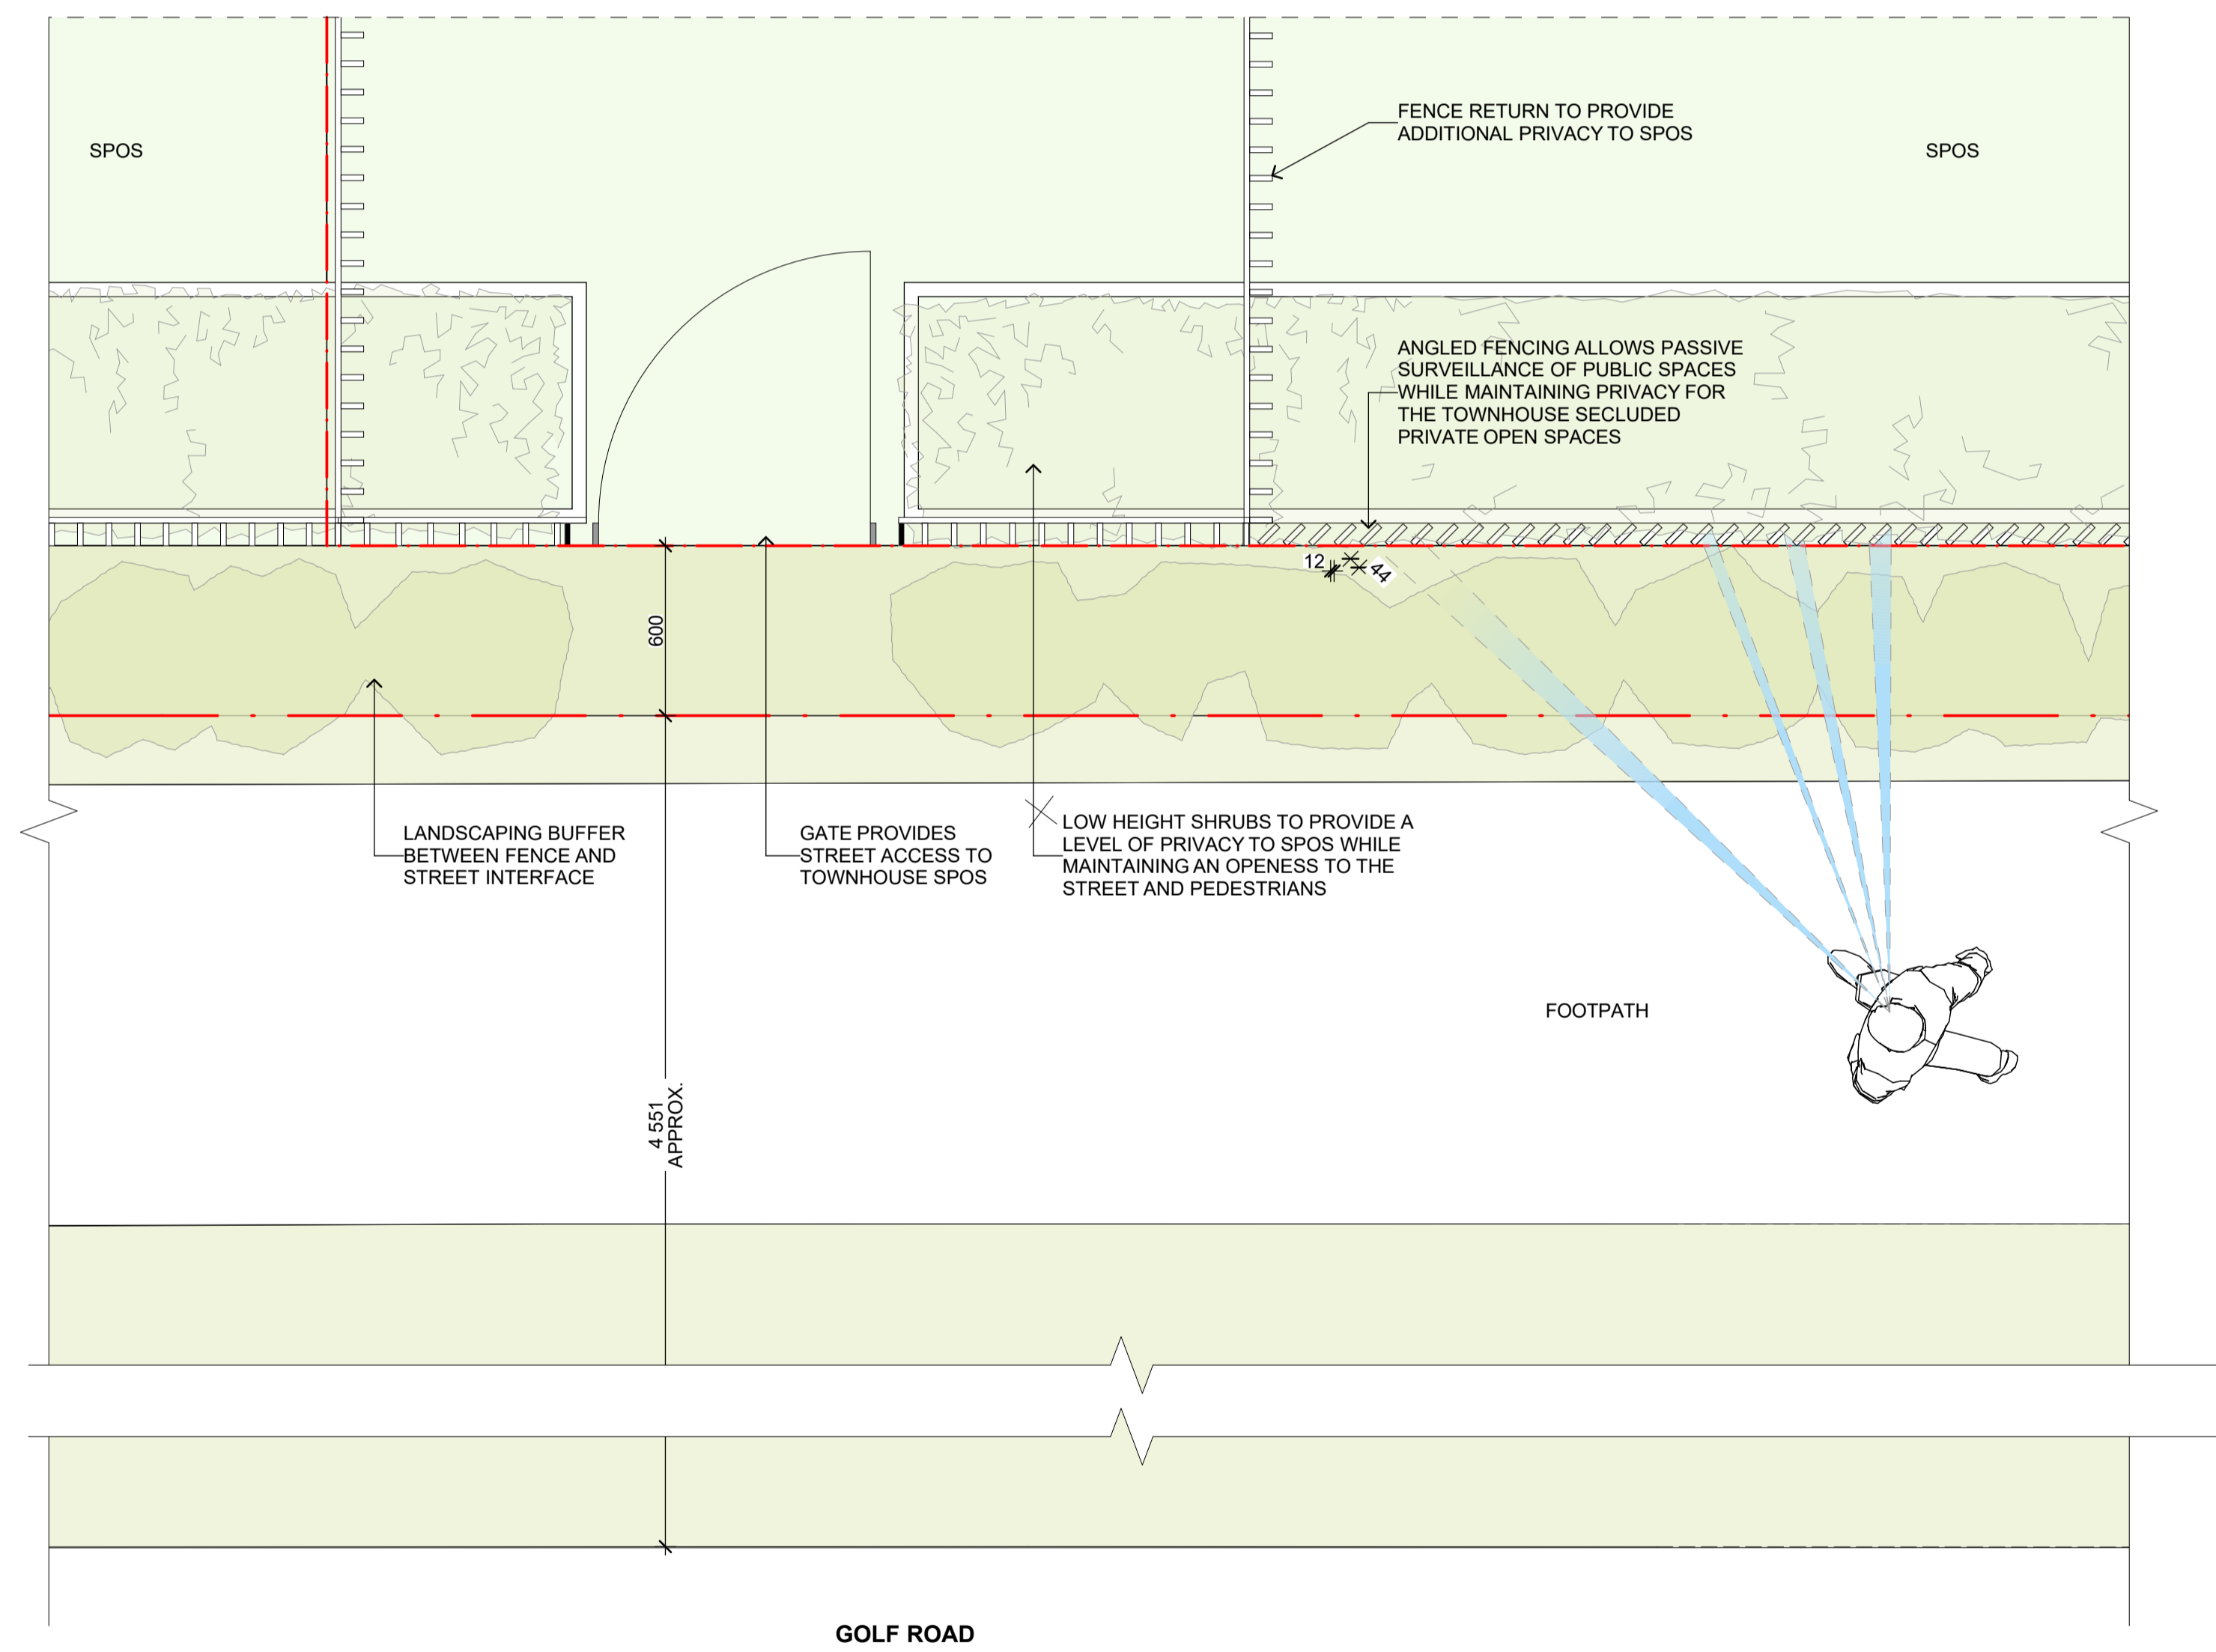 SPOS
FENCE RETURN TO PROVIDE
ADDITIONAL PRIVACY TO SPOS
SPOS
ANGLED FENCING ALLOWS PASSIVE
SURVEILLANCE OF PUBLIC SPACES
WHILE MAINTAINING PRIVACY FOR
THE TOWNHOUSE SECLUDED
PRIVATE OPEN SPACES
12
44
600
LANDSCAPING BUFFER
BETWEEN FENCE AND
STREET INTERFACE
GATE PROVIDES
STREET ACCESS TO
TOWNHOUSE SPOS
LOW HEIGHT SHRUBS TO PROVIDE A
LEVEL OF PRIVACY TO SPOS WHILE
MAINTAINING AN OPENESS TO THE
STREET AND PEDESTRIANS
FOOTPATH
4 551
APPROX.
GOLF ROAD